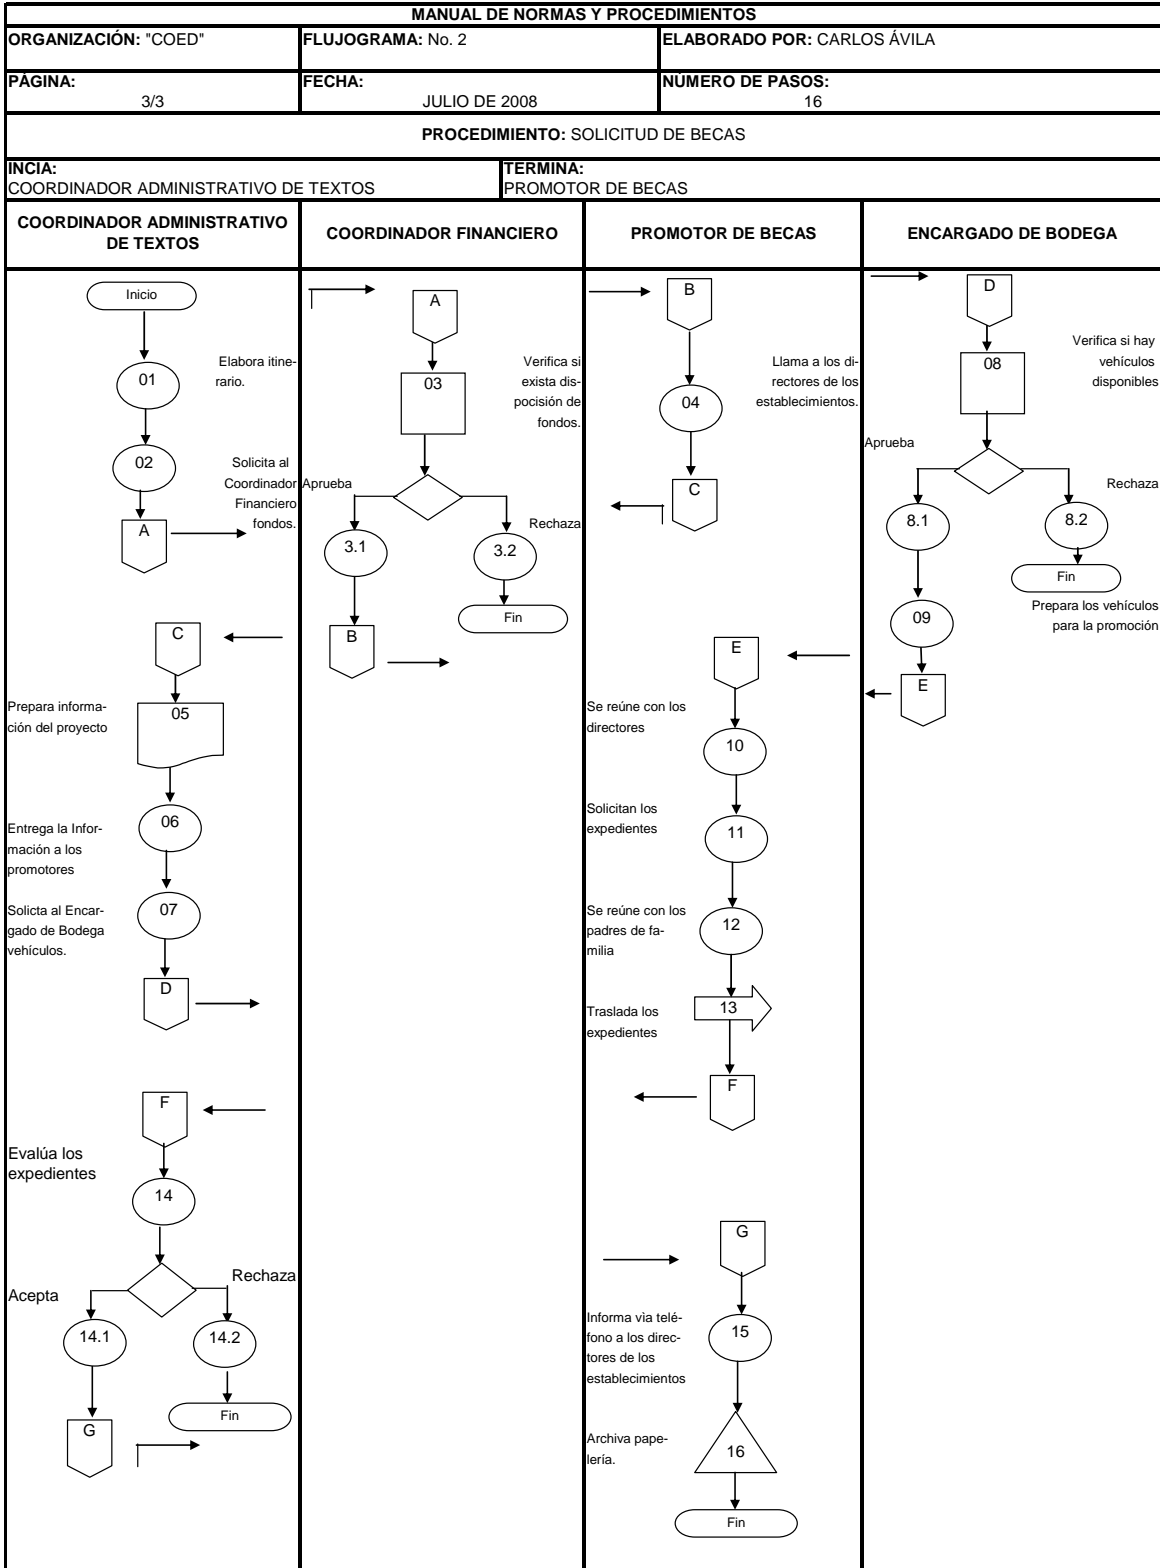 MANUAL DE NORMAS Y PROCEDIMIENTOS
ORGANIZACIÓN: "COED"
FLUJOGRAMA: No. 2
ELABORADO POR: CARLOS ÁVILA
PÁGINA:
3/3
FECHA:
JULIO DE 2008
NÚMERO DE PASOS:
16
PROCEDIMIENTO: SOLICITUD DE BECAS
INCIA:
COORDINADOR ADMINISTRATIVO DE TEXTOS
TERMINA:
PROMOTOR DE BECAS
COORDINADOR ADMINISTRATIVO
DE TEXTOS
COORDINADOR FINANCIERO
PROMOTOR DE BECAS
ENCARGADO DE BODEGA
Inicio
01
Elabora itine-
rario.
02
Solicita al
Coordinador
Financiero
fondos.
A
C
Prepara informa-
ción del proyecto
05
Entrega la Infor-
mación a los
promotores
06
Solicta al Encar-
gado de Bodega
vehículos.
07
D
F
Evalúa los
expedientes
14
Acepta
Rechaza
14.1
14.2
Fin
G
A
03
Verifica si
exista dis-
pocisión de
fondos.
Aprueba
Rechaza
3.1
3.2
Fin
B
B
04
Llama a los di-
rectores de los
establecimientos.
C
E
Se reúne con los
directores
10
Solicitan los
expedientes
11
Se reúne con los
padres de fa-
milia
12
Traslada los
expedientes
13
F
G
Informa vìa telé-
fono a los direc-
tores de los
establecimientos
15
Archiva pape-
lería.
16
Fin
D
08
Verifica si hay
vehículos
disponibles
Aprueba
Rechaza
8.1
8.2
Fin
09
Prepara los vehículos
para la promoción
E